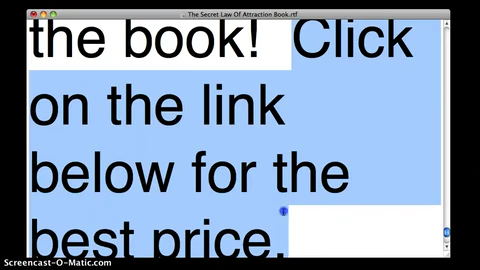 The Secret Law Of Attraction Book.rtf
the book! Click
on the link
below for the
best price.
Screencast-O-Matic.com